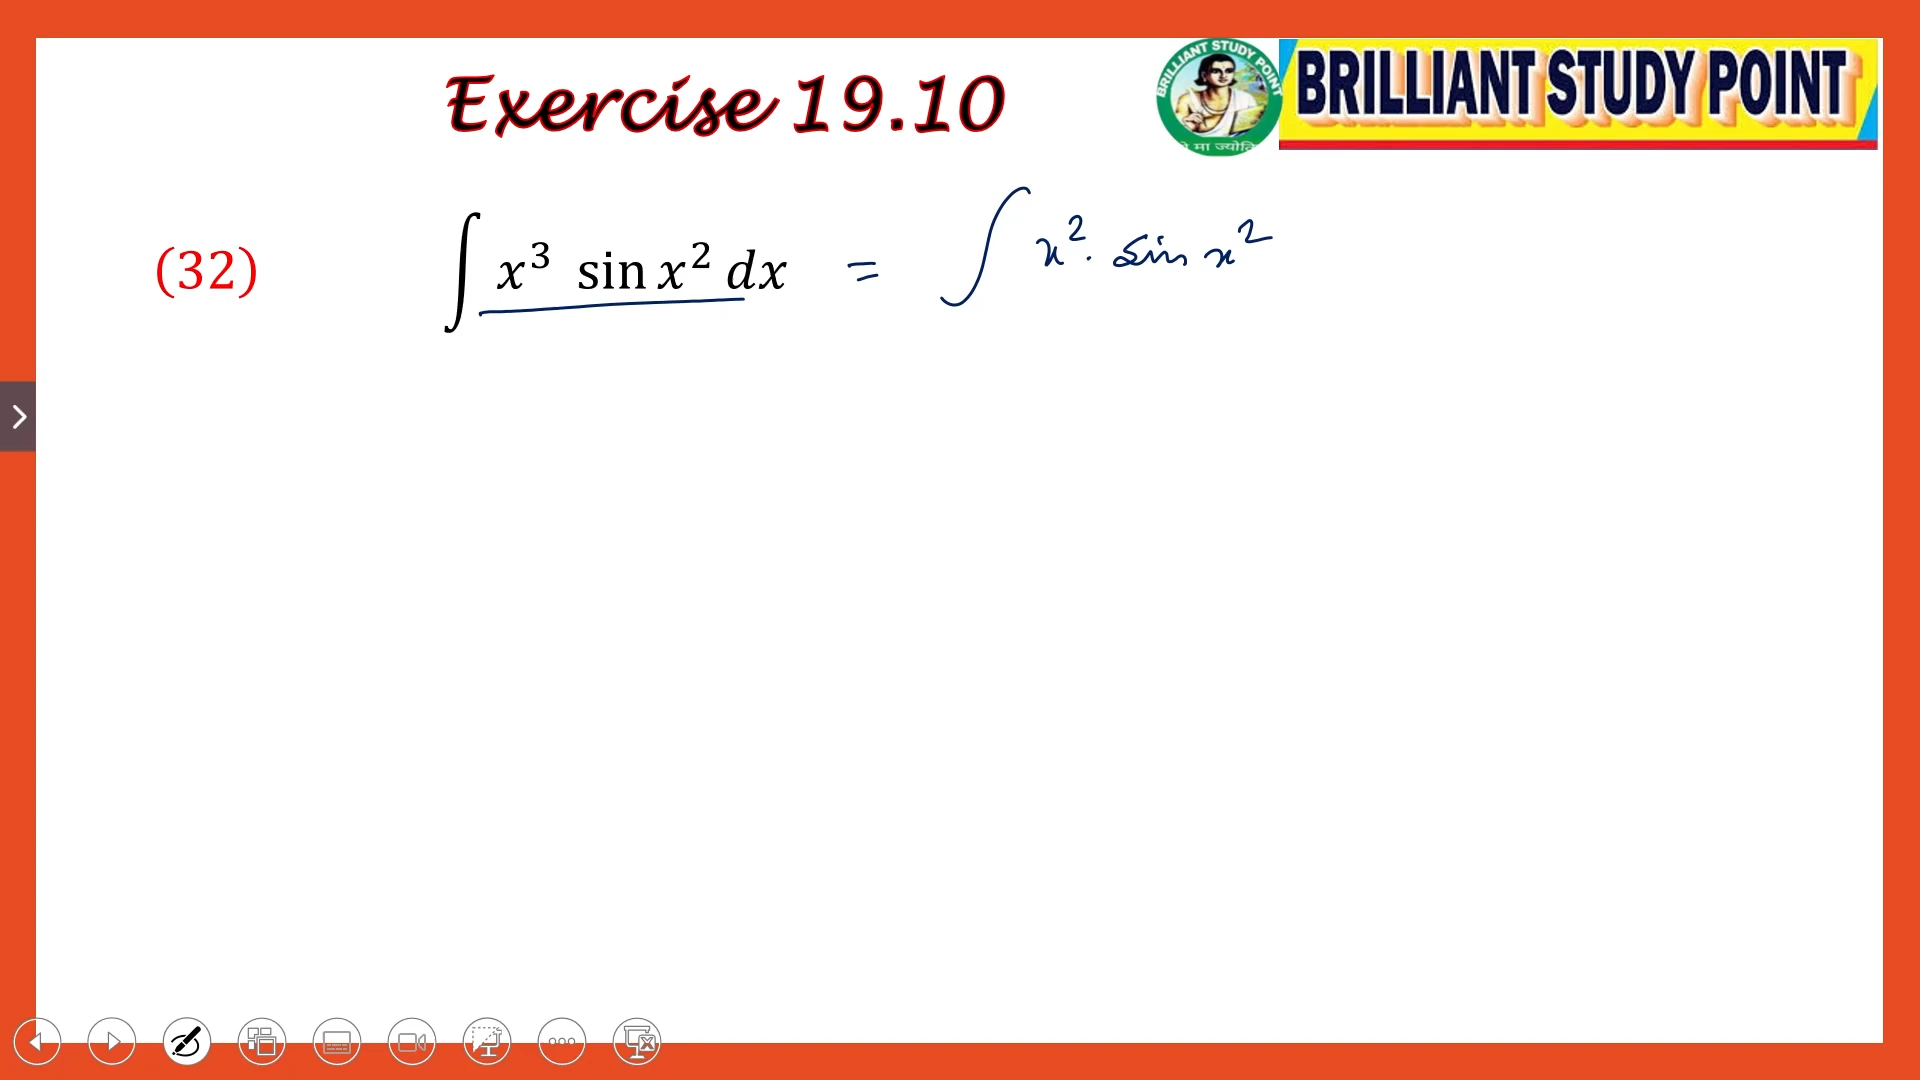 Exercise 19.10
BRILLIANT STUDY POINT
मा ज्योति
BRILLIANT STUDY POINT
(32) ∫ x³ sin x² dx = ∫ x² · sin x²